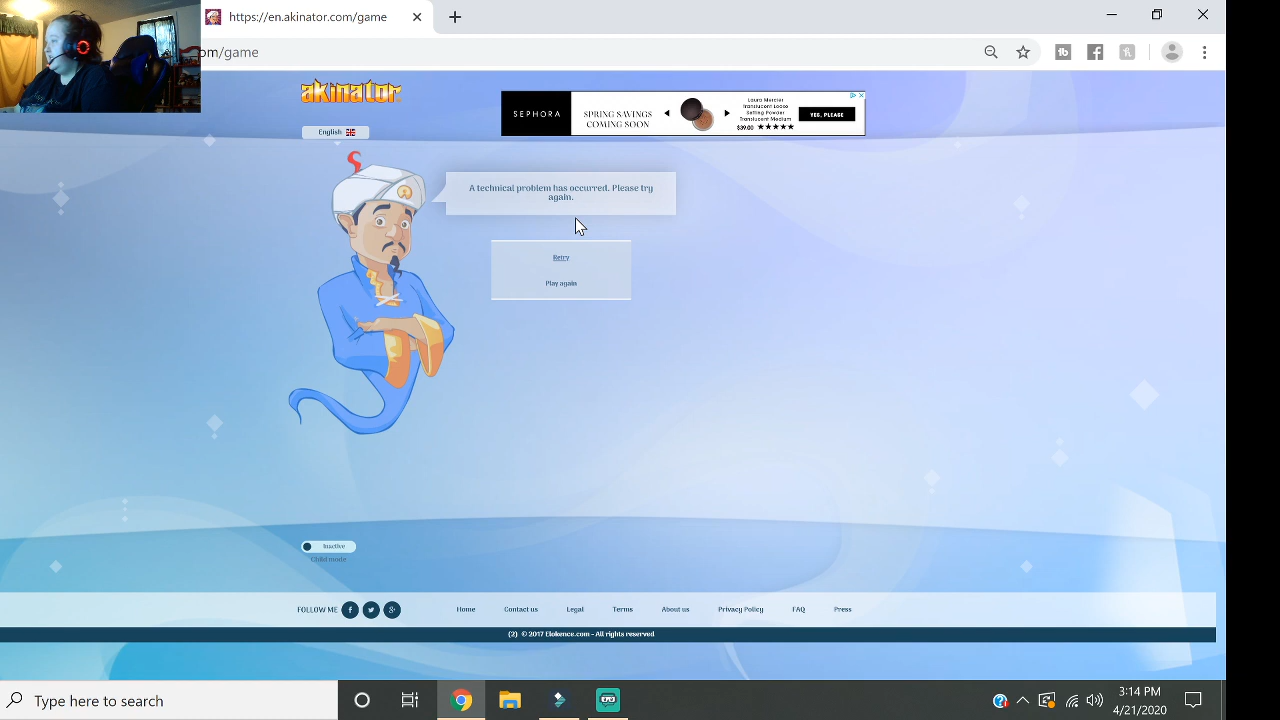 https://en.akinator.com/game
om/game
akinator
SEPHORA
SPRING SAVINGS
COMING SOON
Laura Mercier
Translucent Loose
Setting Powder
Translucent Medium
$39.00 ★★★★★
YES, PLEASE
English
A technical problem has occurred. Please try
again.
Retry
Play again
Inactive
Child mode
FOLLOW ME
Home
Contact us
Legal
Terms
About us
Privacy Policy
FAQ
Press
(2) © 2017 Elokence.com - All rights reserved
Type here to search
3:14 PM
4/21/2020